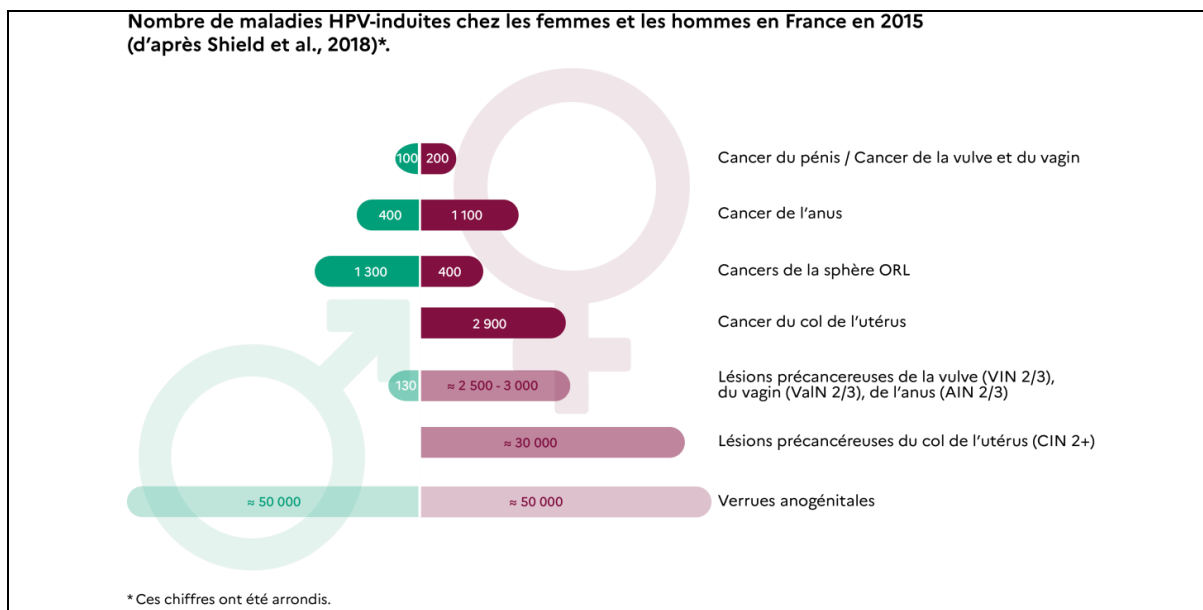 Nombre de maladies HPV-induites chez les femmes et les hommes en France en 2015
(d'après Shield et al., 2018)*.
100 200 Cancer du pénis / Cancer de la vulve et du vagin
400 1 100 Cancer de l'anus
1 300 400 Cancers de la sphère ORL
2 900 Cancer du col de l'utérus
130 ≈ 2 500 - 3 000 Lésions précancereuses de la vulve (VIN 2/3),
du vagin (ValN 2/3), de l'anus (AIN 2/3)
≈ 30 000 Lésions précancéreuses du col de l'utérus (CIN 2+)
≈ 50 000 ≈ 50 000 Verrues anogénitales
* Ces chiffres ont été arrondis.